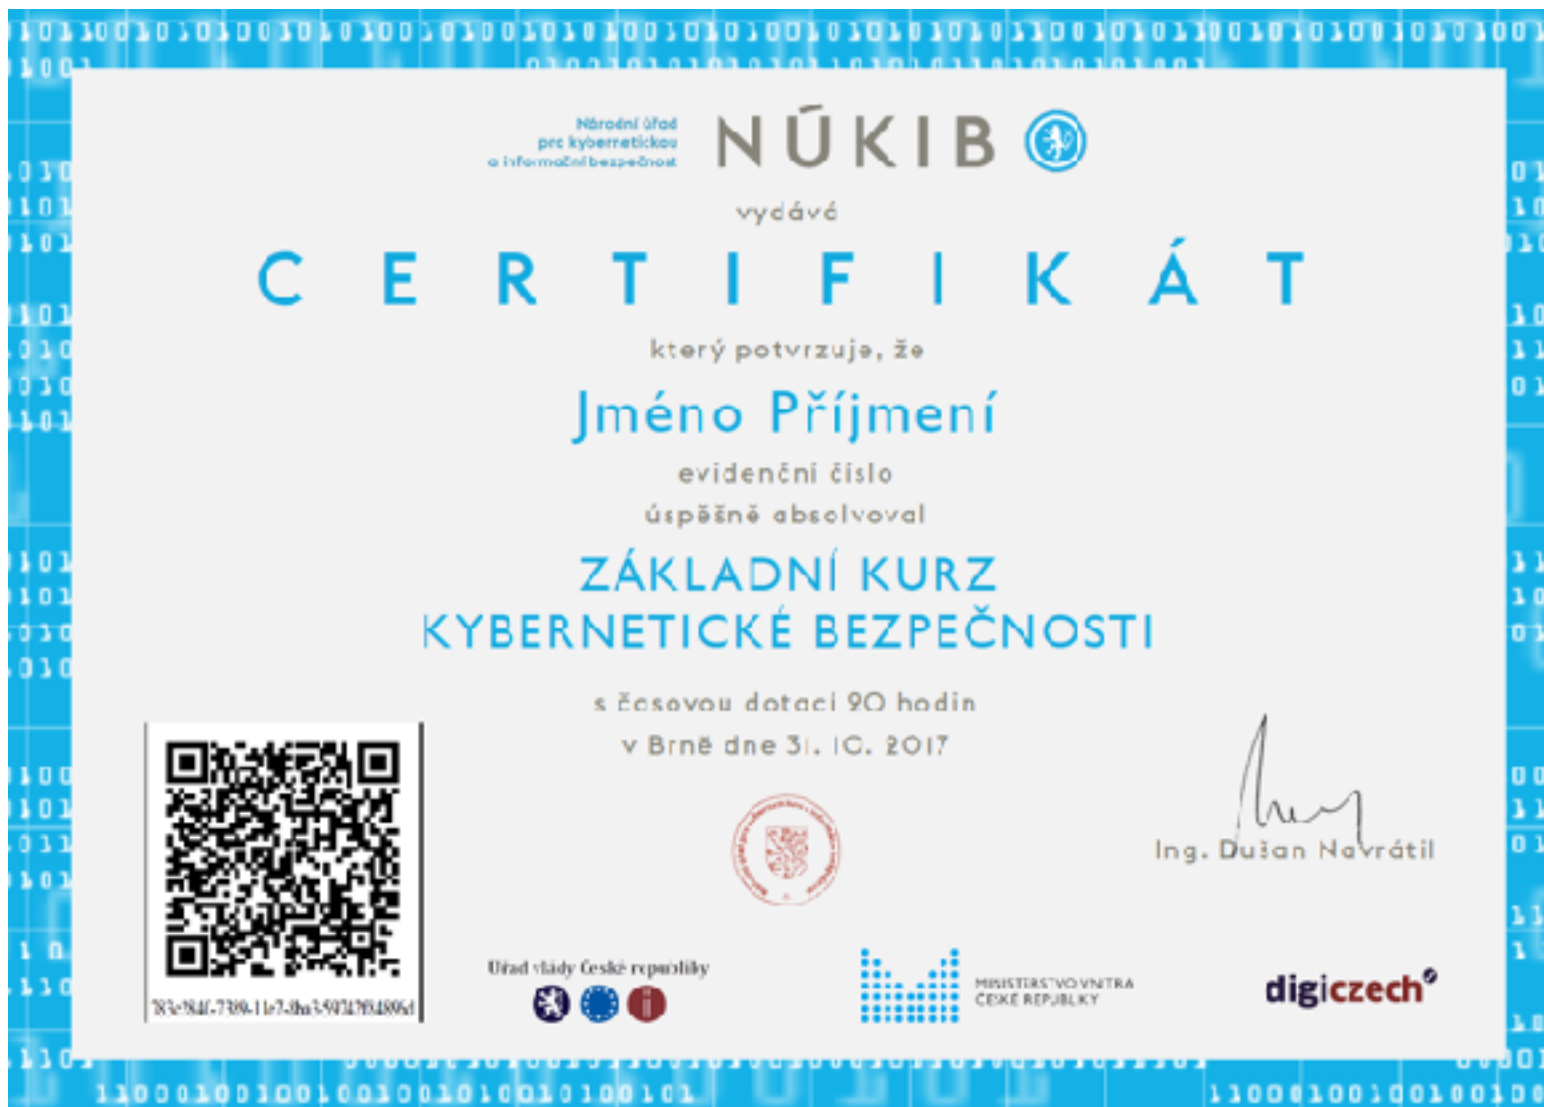 Národní úřad
pro kybernetickou
a informační bezpečnost
NÚKIB
vydává
CERTIFIKÁT
který potvrzuje, že
Jméno Příjmení
evidenční číslo
úspěšně absolvoval
ZÁKLADNÍ KURZ
KYBERNETICKÉ BEZPEČNOSTI
s časovou dotací 20 hodin
v Brně dne 31. 10. 2017
Ing. Dušan Navrátil
Úřad vlády České republiky
MINISTERSTVO VNITRA
ČESKÉ REPUBLIKY
digiczech